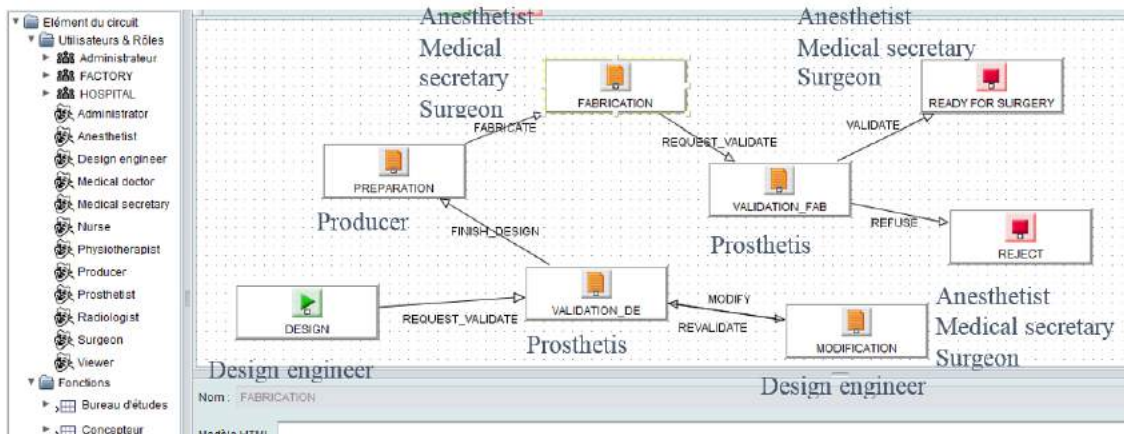 Elément du circuit
Utilisateurs & Rôles
Administrateur
FACTORY
HOSPITAL
Administrator
Anesthetist
Design engineer
Medical doctor
Medical secretary
Nurse
Physiotherapist
Producer
Prosthetist
Radiologist
Surgeon
Viewer
Fonctions
Bureau d'études
Concepteur
Anesthetist
Medical
secretary
Surgeon
FABRICATION
Anesthetist
Medical secretary
Surgeon
READY FOR SURGERY
FABRICATE
REQUEST_VALIDATE
VALIDATE
PREPARATION
Producer
VALIDATION_FAB
Prosthetis
REFUSE
REJECT
Anesthetist
Medical secretary
Surgeon
FINISH_DESIGN
DESIGN
Design engineer
REQUEST_VALIDATE
VALIDATION_DE
Prosthetis
MODIFY
REVALIDATE
MODIFICATION
Design engineer
Nom : FABRICATION
Modèle HTML